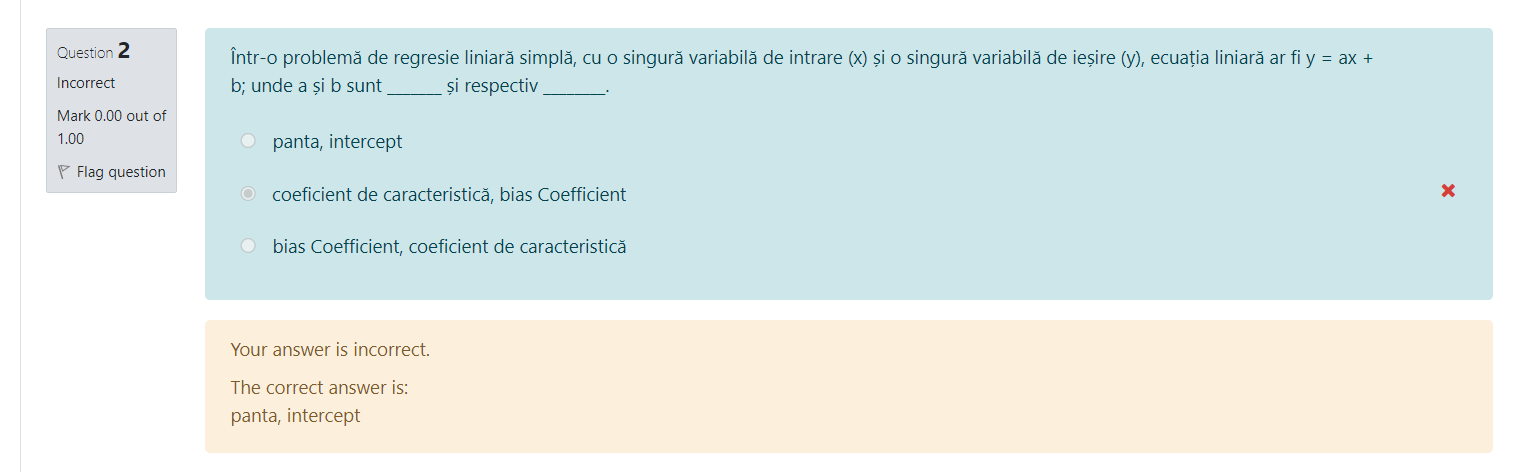 Question 2
Incorrect
Mark 0.00 out of
1.00
Flag question
Într-o problemă de regresie liniară simplă, cu o singură variabilă de intrare (x) și o singură variabilă de ieșire (y), ecuația liniară ar fi y = ax +
b; unde a și b sunt _______ și respectiv ________.
panta, intercept
coeficient de caracteristică, bias Coefficient
bias Coefficient, coeficient de caracteristică
Your answer is incorrect.
The correct answer is:
panta, intercept